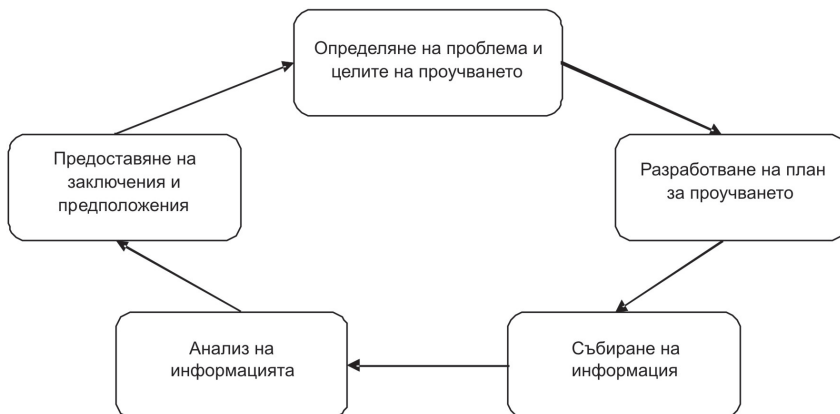 Определяне на проблема и
целите на проучването
Разработване на план
за проучването
Събиране на
информация
Анализ на
информацията
Предоставяне на
заключения и
предположения